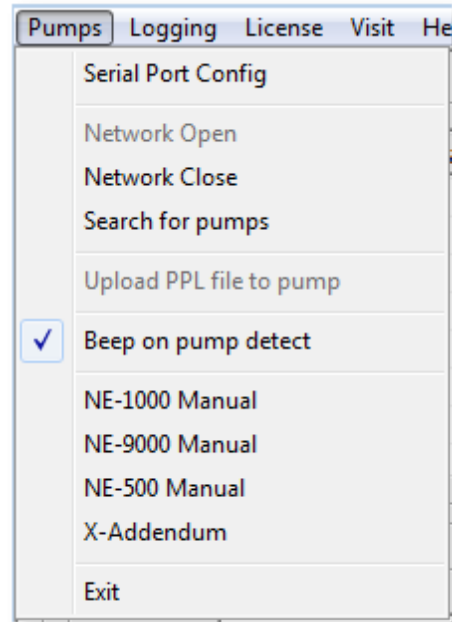 Pumps Logging License Visit He
Serial Port Config
Network Open
Network Close
Search for pumps
Upload PPL file to pump
Beep on pump detect
NE-1000 Manual
NE-9000 Manual
NE-500 Manual
X-Addendum
Exit